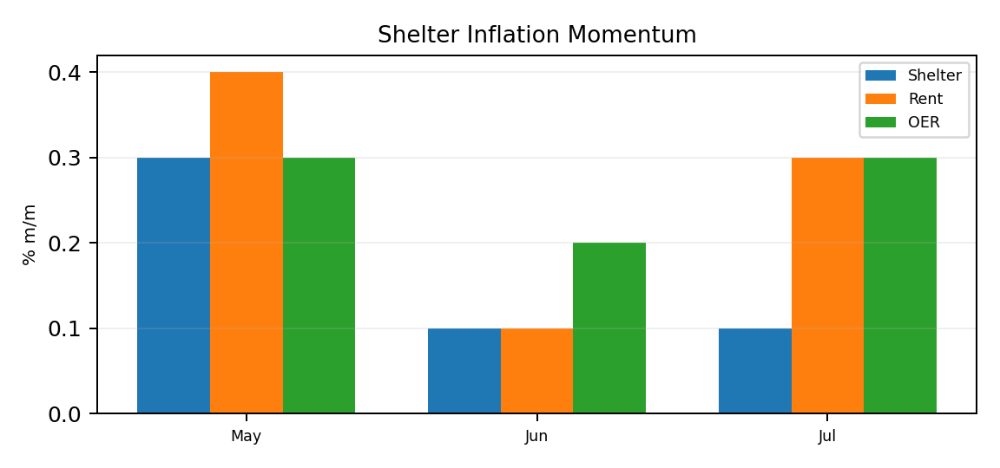 Shelter Inflation Momentum
% m/m
0.4
0.3
0.2
0.1
0.0
May
Jun
Jul
Shelter
Rent
OER